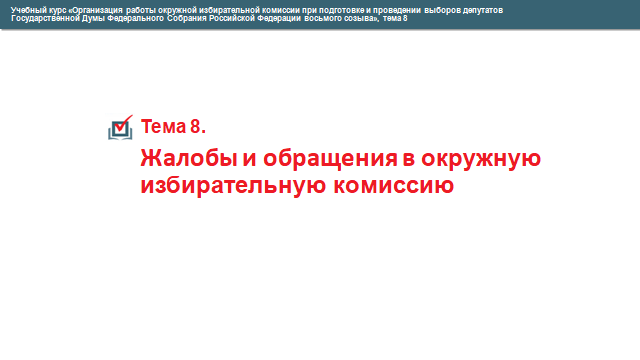 Учебный курс «Организация работы окружной избирательной комиссии при подготовке и проведении выборов депутатов
Государственной Думы Федерального Собрания Российской Федерации восьмого созыва», тема 8
Тема 8.
Жалобы и обращения в окружную
избирательную комиссию